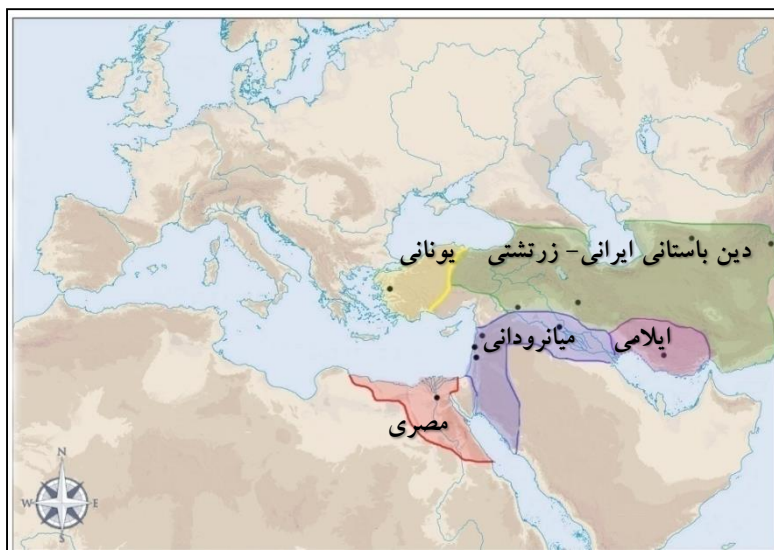 دین باستانی ایرانی- زرتشتی
یونانی
ایلامی
میانرودانی
مصری
N
W
E
S